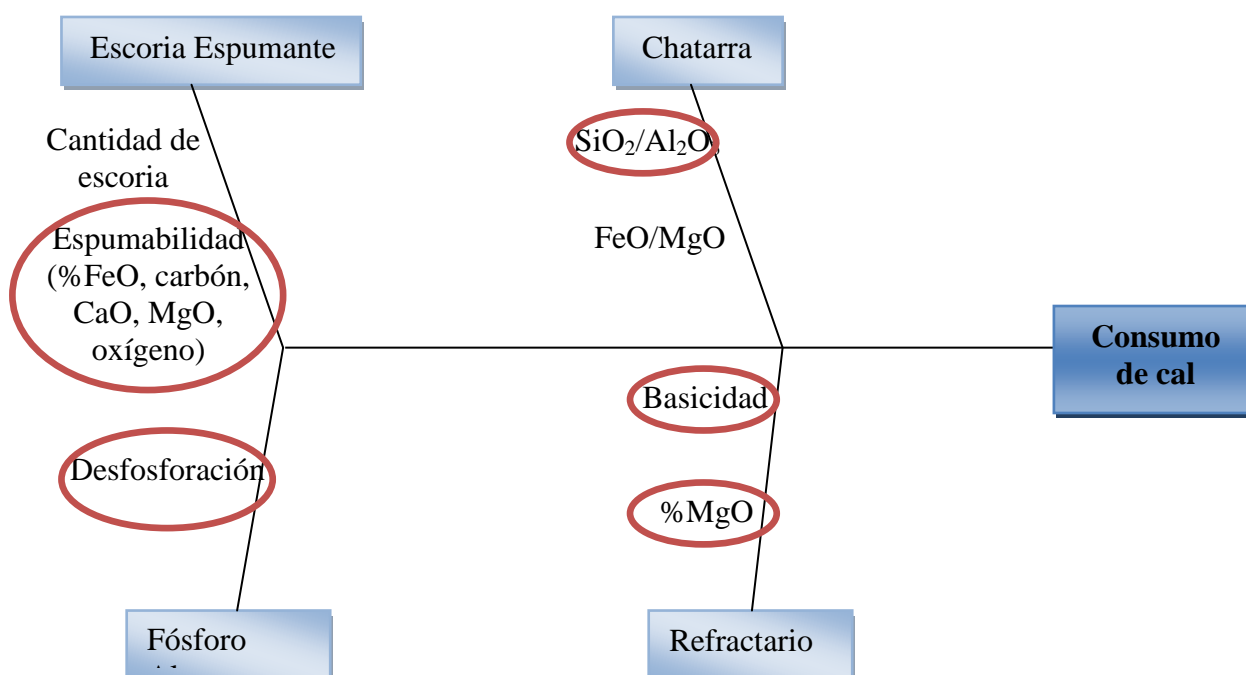 Escoria Espumante
Chatarra
Cantidad de
escoria
SiO₂/Al₂O₃
FeO/MgO
Espumabilidad
(%FeO, carbón,
CaO, MgO,
oxígeno)
Consumo
de cal
Basicidad
Desfosforación
%MgO
Fósforo
Refractario